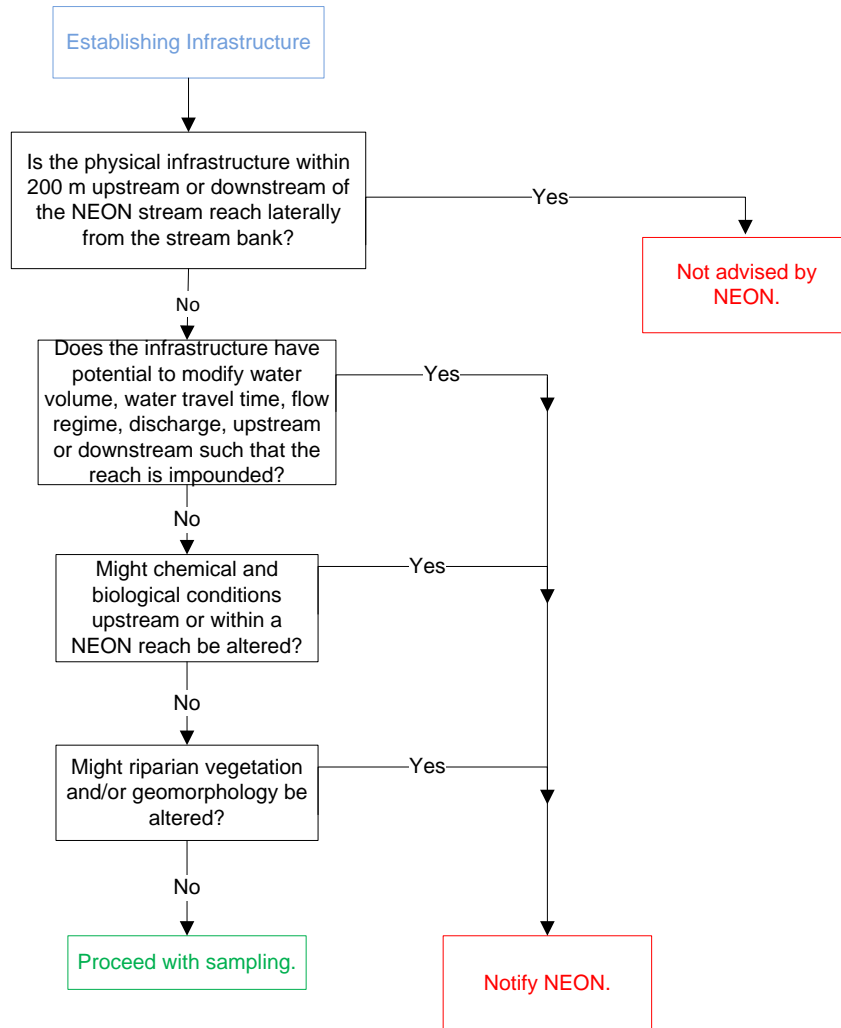 Establishing Infrastructure
Is the physical infrastructure within
200 m upstream or downstream of
the NEON stream reach laterally
from the stream bank?
Yes
Not advised by
NEON.
No
Does the infrastructure have
potential to modify water
volume, water travel time, flow
regime, discharge, upstream
or downstream such that the
reach is impounded?
Yes
No
Might chemical and
biological conditions
upstream or within a
NEON reach be altered?
Yes
No
Might riparian vegetation
and/or geomorphology be
altered?
Yes
No
Proceed with sampling.
Notify NEON.